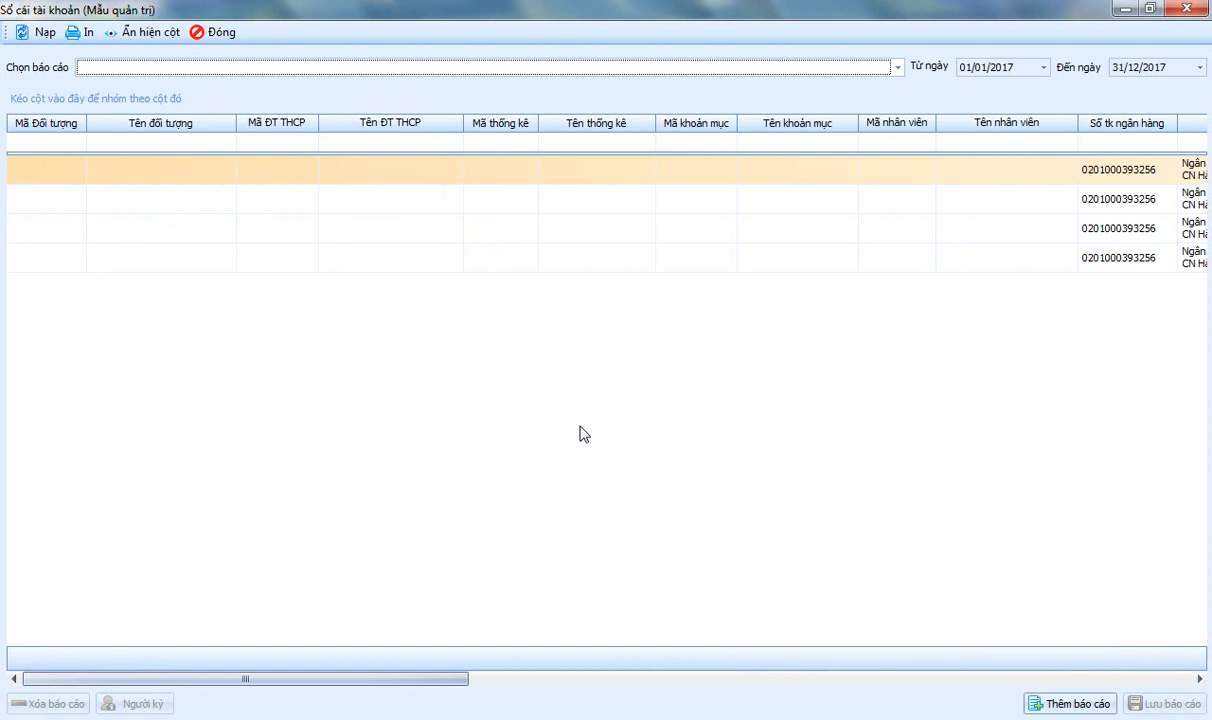 Sổ cái tài khoản (Mẫu quản trị)
Nạp In Ẩn hiện cột Đóng
Chọn báo cáo Từ ngày 01/01/2017 Đến ngày 31/12/2017
Kéo cột vào đây để nhóm theo cột đó
Mã Đối tượng Tên đối tượng Mã ĐT THCP Tên ĐT THCP Mã thống kê Tên thống kê Mã khoản mục Tên khoản mục Mã nhân viên Tên nhân viên Số tk ngân hàng
0201000393256 Ngân
CN Hà
0201000393256 Ngân
CN Hà
0201000393256 Ngân
CN Hà
0201000393256 Ngân
CN Hà
Xóa báo cáo Người ký Thêm báo cáo Lưu báo cáo